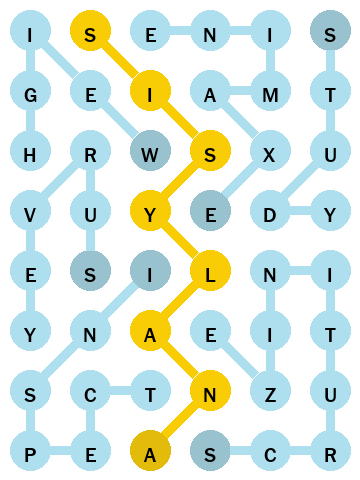 I S E N I S
G E I A M T
H R W S X U
V U Y E D Y
E S I L N I
Y N A E I T
S C T N Z U
P E A S C R